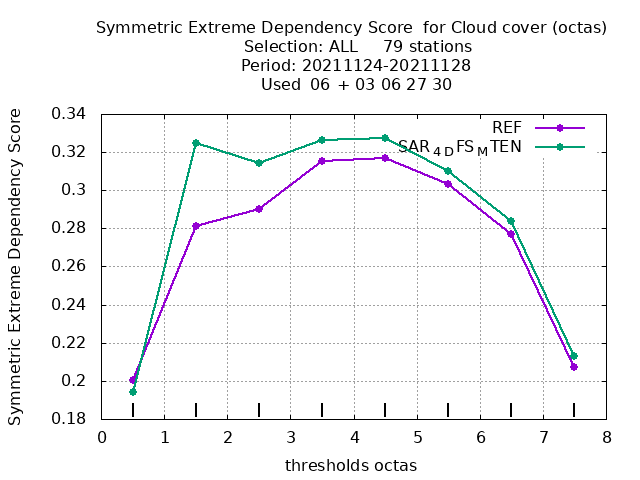 Symmetric Extreme Dependency Score  for Cloud cover (octas)
Selection: ALL     79 stations
Period: 20211124-20211128
Used  06  + 03 06 27 30
Symmetric Extreme Dependency Score
0.34
0.32
0.3
0.28
0.26
0.24
0.22
0.2
0.18
REF
SAR4DFSMTEN
0 1 2 3 4 5 6 7 8
thresholds octas